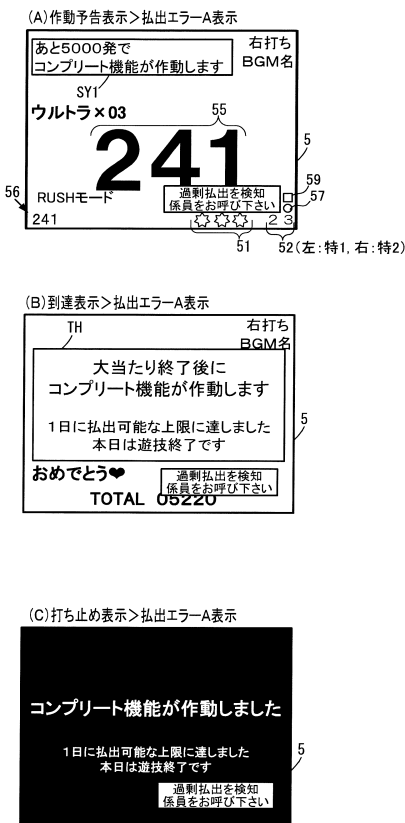 (A)作動予告表示＞払出エラーA表示
あと5000発で
コンプリート機能が作動します
右打ち
BGM名
SY1
ウルトラ×03
55
241
5
56
RUSHモード
過剰払出を検知
係員をお呼び下さい
59
57
241
2 3
51
52(左:特1, 右:特2)
(B)到達表示＞払出エラーA表示
TH
右打ち
BGM名
大当たり終了後に
コンプリート機能が作動します
1日に払出可能な上限に達しました
本日は遊技終了です
5
おめでとう❤
過剰払出を検知
係員をお呼び下さい
TOTAL 05220
(C)打ち止め表示＞払出エラーA表示
コンプリート機能が作動しました
1日に払出可能な上限に達しました
本日は遊技終了です
5
過剰払出を検知
係員をお呼び下さい